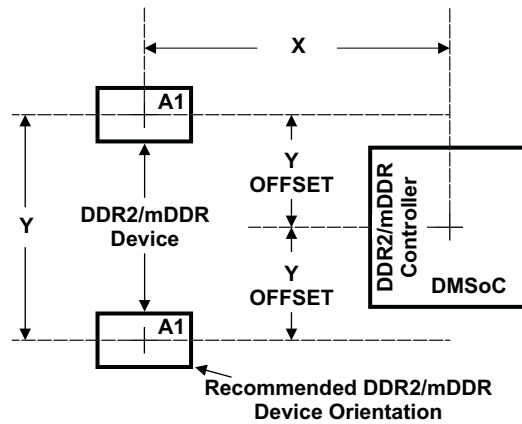 X
A1
Y
OFFSET
DDR2/mDDR
Controller
DMSoC
Y
DDR2/mDDR
Device
Y
OFFSET
A1
Recommended DDR2/mDDR
Device Orientation